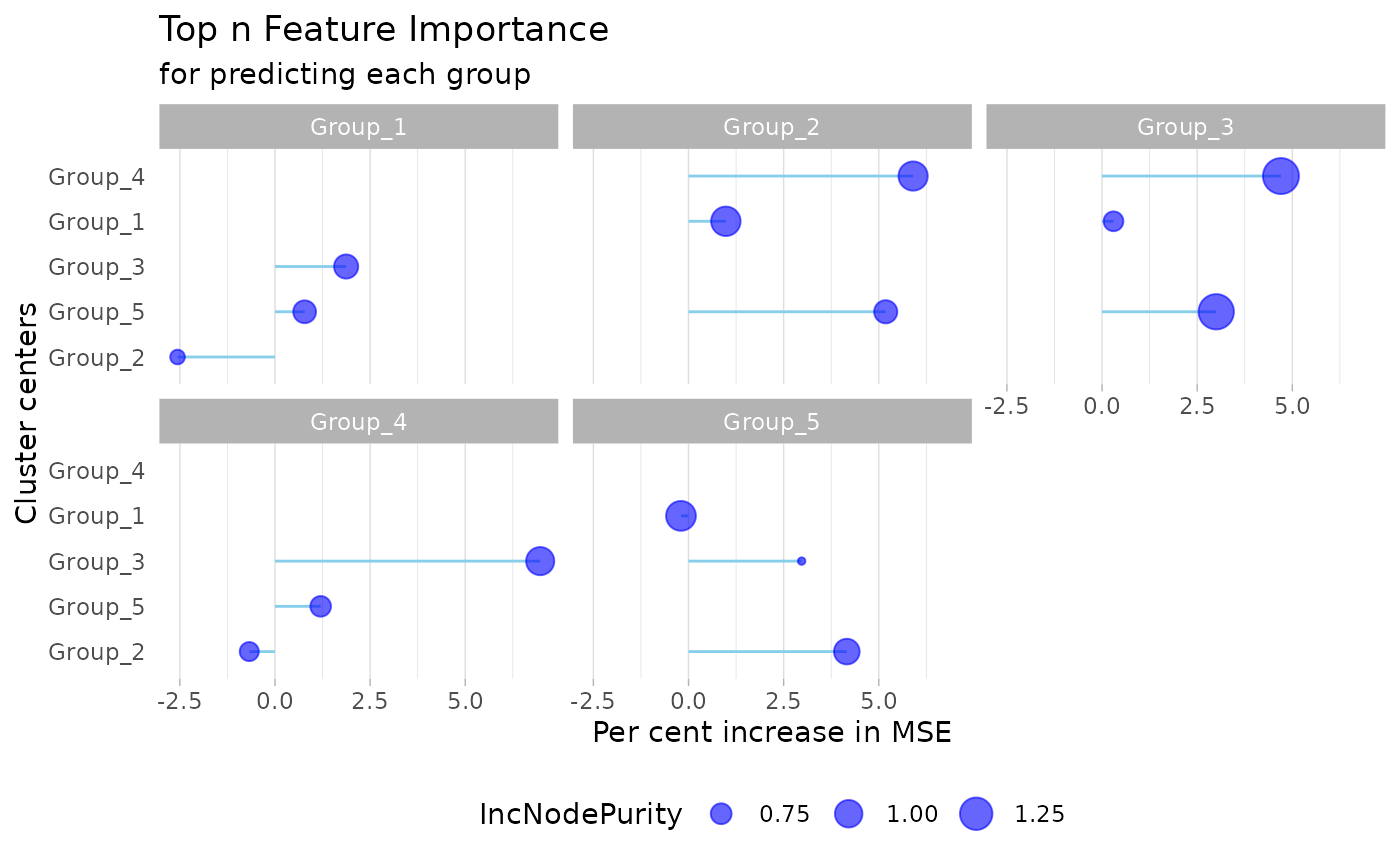 Top n Feature Importance
for predicting each group
Group_1 Group_2 Group_3
Group_4
Group_1
Group_3
Group_5
Group_2
-2.5 0.0 2.5 5.0
Group_4 Group_5
Group_4
Group_1
Group_3
Group_5
Group_2
-2.5 0.0 2.5 5.0 -2.5 0.0 2.5 5.0
Cluster centers
Per cent increase in MSE
IncNodePurity 0.75 1.00 1.25